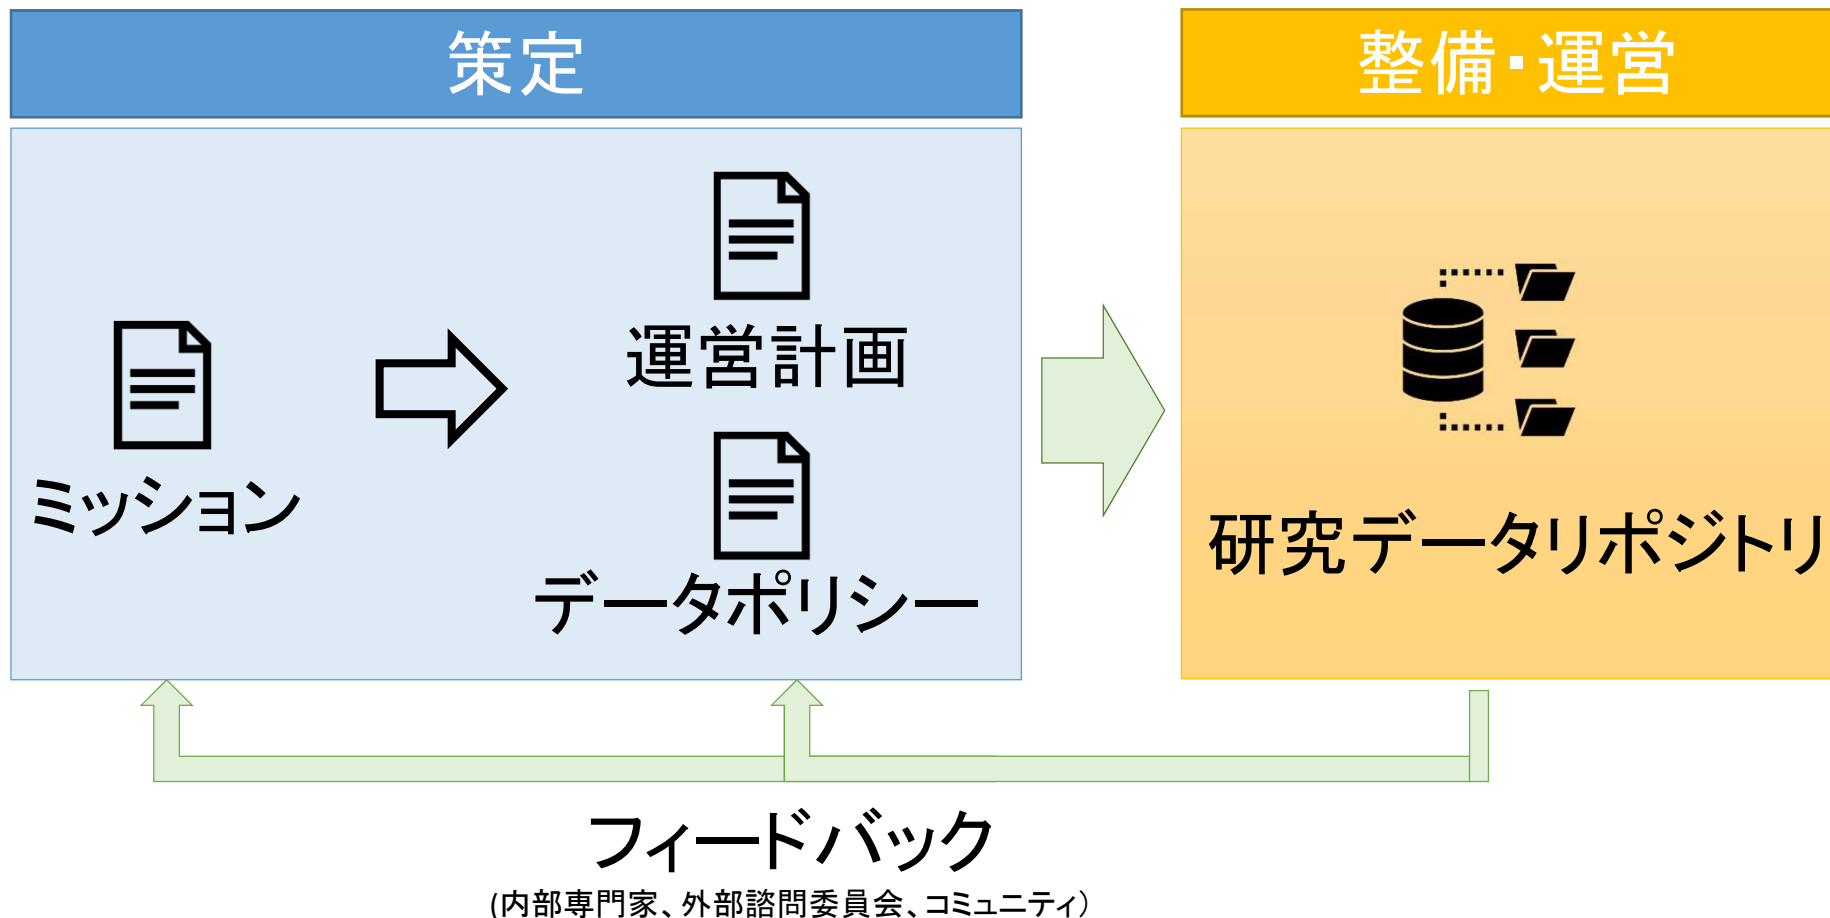 策定
整備・運営
運営計画
ミッション
データポリシー
研究データリポジトリ
フィードバック
(内部専門家、外部諮問委員会、コミュニティ）